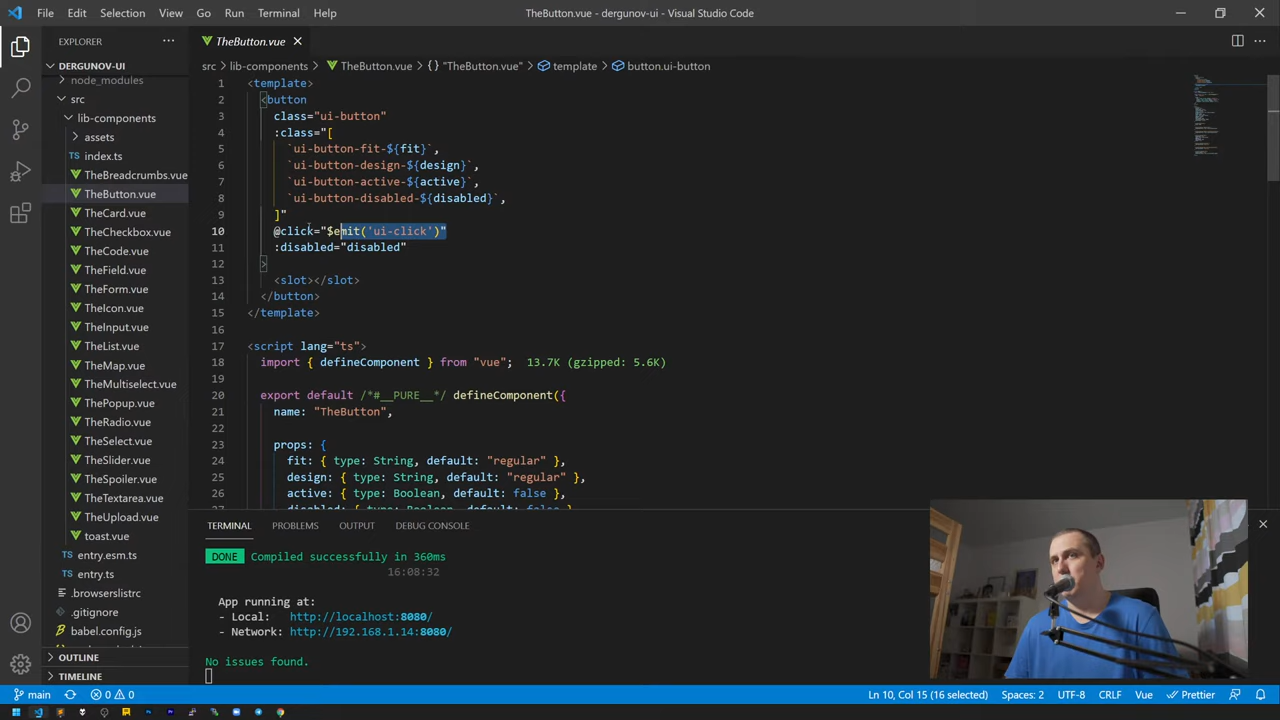 File Edit Selection View Go Run Terminal Help
TheButton.vue - dergunov-ui - Visual Studio Code
EXPLORER
DERGUNOV-UI
node_modules
src
lib-components
assets
index.ts
TheBreadcrumbs.vue
TheButton.vue
TheCard.vue
TheCheckbox.vue
TheField.vue
TheForm.vue
TheIcon.vue
TheInput.vue
TheList.vue
TheMap.vue
TheMultiselect.vue
ThePopup.vue
TheRadio.vue
TheSelect.vue
TheSlider.vue
TheSpoiler.vue
TheTextarea.vue
TheUpload.vue
toast.vue
entry.esm.ts
entry.ts
.browserslistrc
.gitignore
babel.config.js
OUTLINE
TIMELINE
TheButton.vue
src > lib-components > TheButton.vue > {} "TheButton.vue" > template > button.ui-button
1 <template>
2 <button
3 class="ui-button"
4 :class="[
5 `ui-button-fit-${fit}`,
6 `ui-button-design-${design}`,
7 `ui-button-active-${active}`,
8 `ui-button-disabled-${disabled}`,
9 ]"
10 @click="$emit('ui-click')"
11 :disabled="disabled"
12 >
13 <slot></slot>
14 </button>
15 </template>
16
17 <script lang="ts">
18 import { defineComponent } from "vue"; 13.7K (gzipped: 5.6K)
19
20 export default /*#__PURE__*/ defineComponent({
21 name: "TheButton",
22
23 props: {
24 fit: { type: String, default: "regular" },
25 design: { type: String, default: "regular" },
26 active: { type: Boolean, default: false },
27 disabled: { type: Boolean, default: false }
TERMINAL PROBLEMS OUTPUT DEBUG CONSOLE
DONE Compiled successfully in 360ms
16:08:32
App running at:
- Local: http://localhost:8080/
- Network: http://192.168.1.14:8080/
No issues found.
main 0 0 Ln 10, Col 15 (16 selected) Spaces: 2 UTF-8 CRLF Vue Prettier